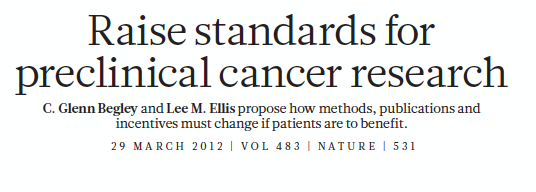 Raise standards for
preclinical cancer research
C. Glenn Begley and Lee M. Ellis propose how methods, publications and
incentives must change if patients are to benefit.
29 MARCH 2012 | VOL 483 | NATURE | 531